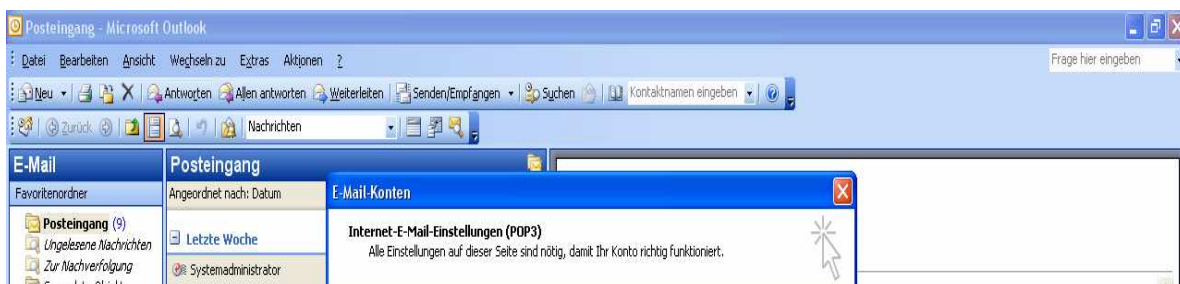 Posteingang - Microsoft Outlook
Datei Bearbeiten Ansicht Wechseln zu Extras Aktionen ? Frage hier eingeben
Neu Antworten Allen antworten Weiterleiten Senden/Empfangen Suchen Kontaktnamen eingeben
Zurück Nachrichten
E-Mail Posteingang
Favoritenordner Angeordnet nach: Datum E-Mail-Konten
Posteingang (9) Internet-E-Mail-Einstellungen (POP3)
Ungelesene Nachrichten Letzte Woche Alle Einstellungen auf dieser Seite sind nötig, damit Ihr Konto richtig funktioniert.
Zur Nachverfolgung Systemadministrator